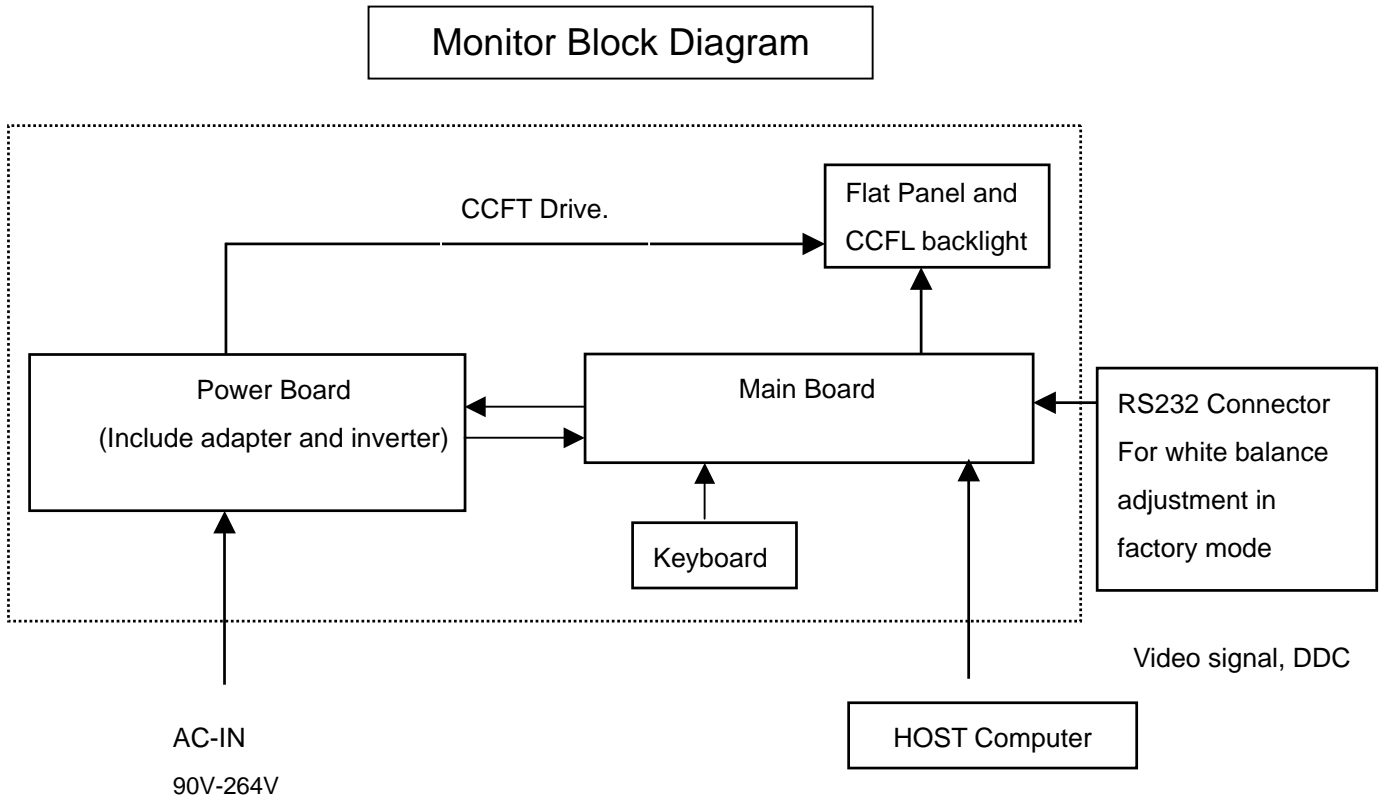 Monitor Block Diagram
CCFT Drive.
Flat Panel and
CCFL backlight
Power Board
(Include adapter and inverter)
Main Board
RS232 Connector
For white balance
adjustment in
factory mode
Keyboard
Video signal, DDC
AC-IN
90V-264V
HOST Computer